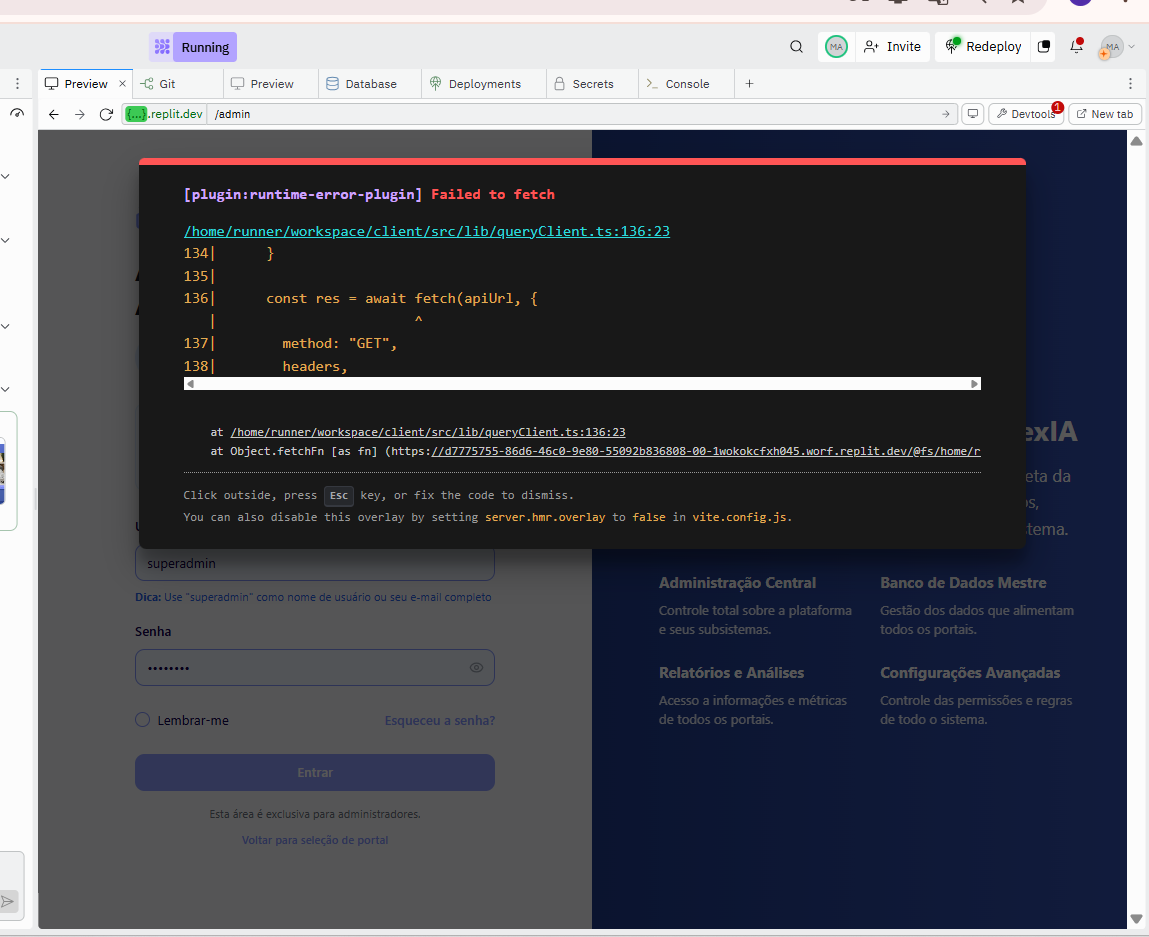 Running
MA
Invite
Redeploy
MA
Preview
Git
Preview
Database
Deployments
Secrets
Console
{...}.replit.dev
/admin
Devtools
1
New tab
[plugin:runtime-error-plugin] Failed to fetch
/home/runner/workspace/client/src/lib/queryClient.ts:136:23
134|      }
135|
136|      const res = await fetch(apiUrl, {
|                        ^
137|        method: "GET",
138|        headers,
at /home/runner/workspace/client/src/lib/queryClient.ts:136:23
at Object.fetchFn [as fn] (https://d7775755-86d6-46c0-9e80-55092b836808-00-1wokokcfxh045.worf.replit.dev/@fs/home/r
Click outside, press Esc key, or fix the code to dismiss.
You can also disable this overlay by setting server.hmr.overlay to false in vite.config.js.
exIA
eta da
s,
tema.
superadmin
Dica: Use "superadmin" como nome de usuário ou seu e-mail completo
Senha
••••••••
Lembrar-me
Esqueceu a senha?
Entrar
Esta área é exclusiva para administradores.
Voltar para seleção de portal
Administração Central
Controle total sobre a plataforma
e seus subsistemas.
Banco de Dados Mestre
Gestão dos dados que alimentam
todos os portais.
Relatórios e Análises
Acesso a informações e métricas
de todos os portais.
Configurações Avançadas
Controle das permissões e regras
de todo o sistema.